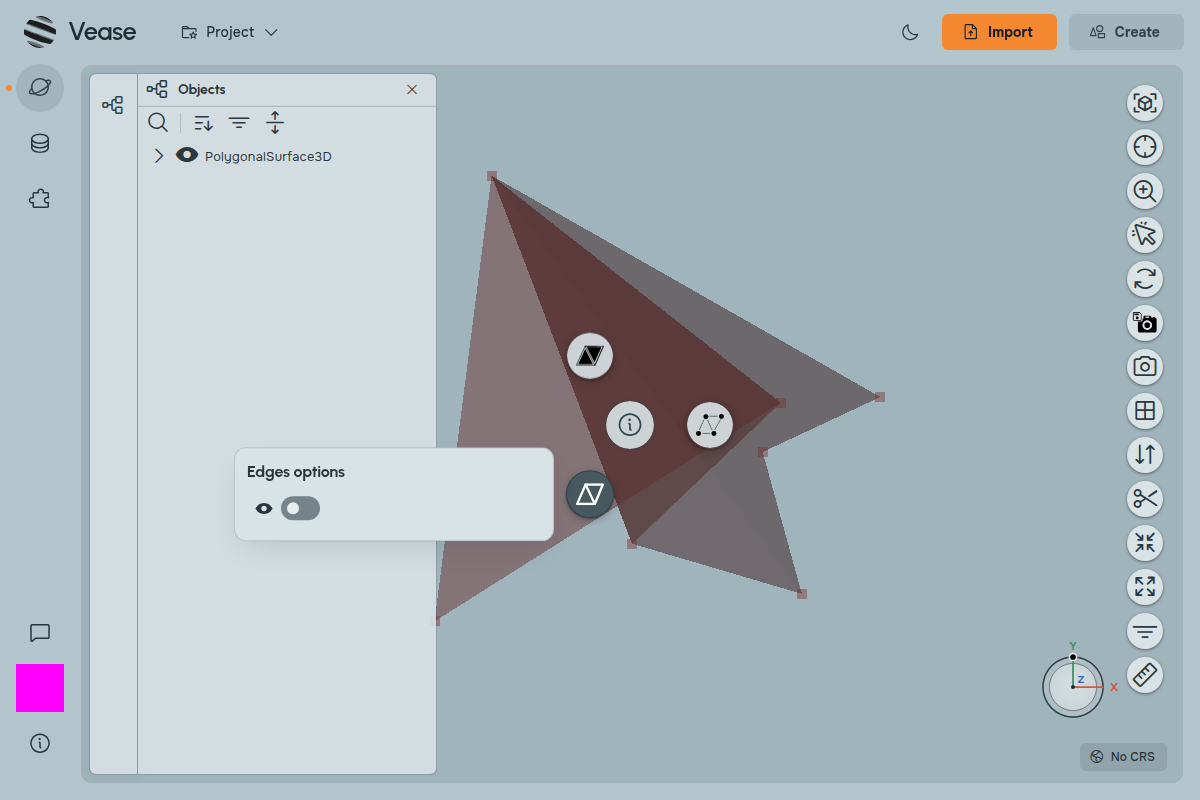 Vease
Project
Import
Create
Objects
PolygonalSurface3D
Edges options
Y
Z
X
No CRS